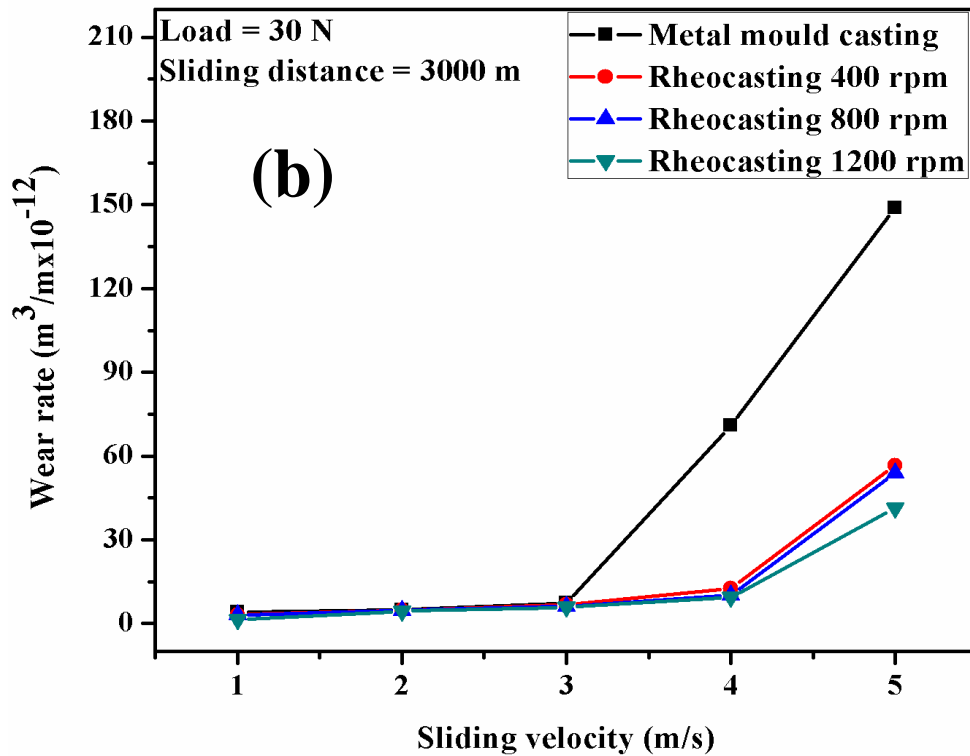 Load = 30 N
Sliding distance = 3000 m
(b)
Metal mould casting
Rheocasting 400 rpm
Rheocasting 800 rpm
Rheocasting 1200 rpm
Wear rate (m³/mx10⁻¹²)
210
180
150
120
90
60
30
0
1 2 3 4 5
Sliding velocity (m/s)